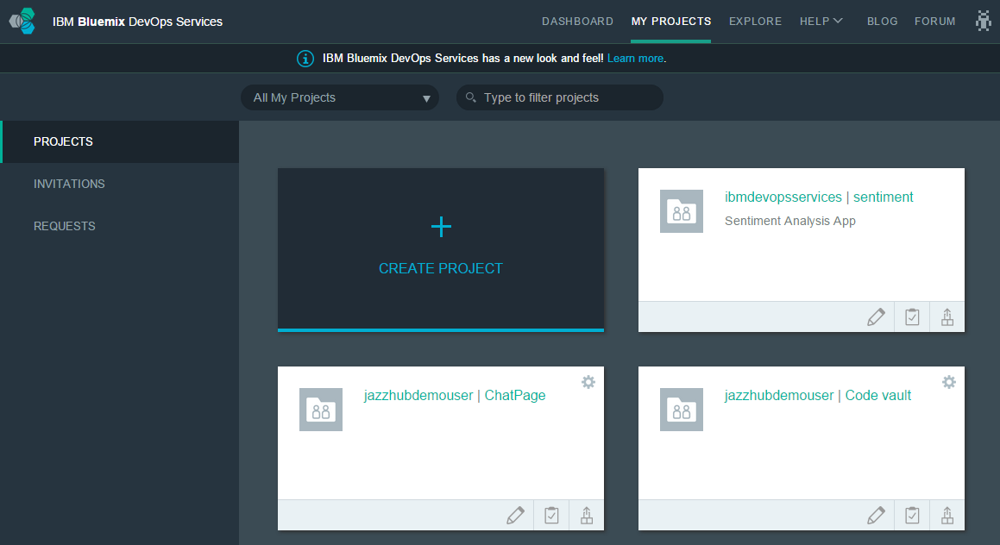 IBM Bluemix DevOps Services
DASHBOARD MY PROJECTS EXPLORE HELP BLOG FORUM
IBM Bluemix DevOps Services has a new look and feel! Learn more.
All My Projects
Type to filter projects
PROJECTS
INVITATIONS
REQUESTS
CREATE PROJECT
ibmdevopsservices | sentiment
Sentiment Analysis App
jazzhubdemouser | ChatPage
jazzhubdemouser | Code vault